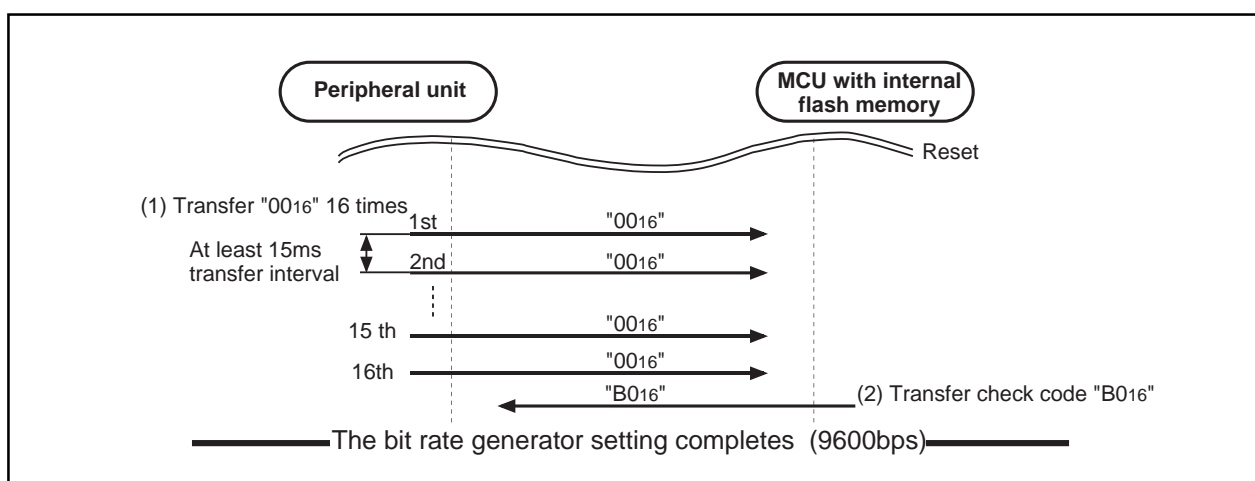 Peripheral unit
MCU with internal
flash memory
Reset
(1) Transfer "0016" 16 times
1st
"0016"
At least 15ms
transfer interval
2nd
"0016"
15 th
"0016"
16th
"0016"
"B016"
(2) Transfer check code "B016"
The bit rate generator setting completes (9600bps)